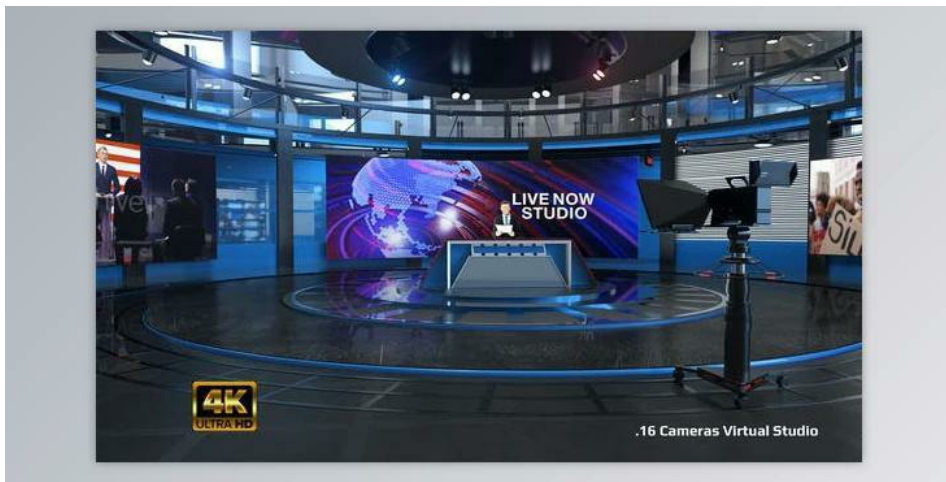 LIVE NOW
STUDIO
4K
ULTRA HD
.16 Cameras Virtual Studio